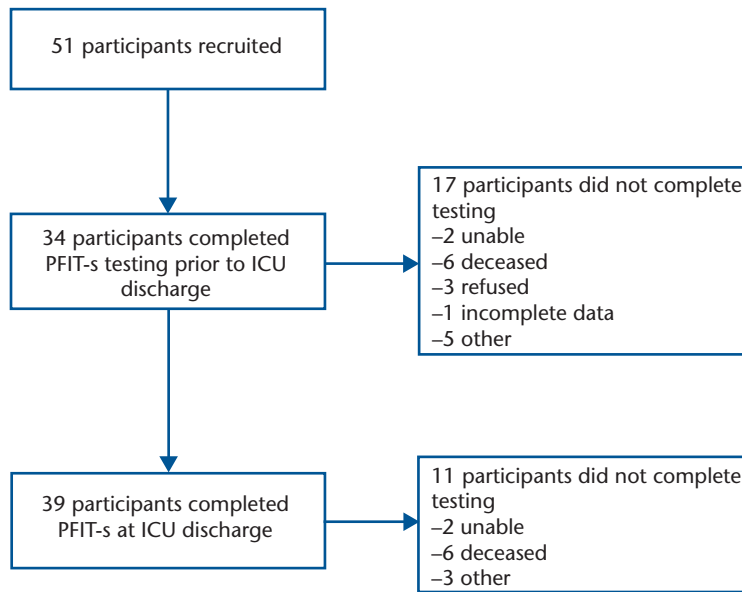 51 participants recruited
34 participants completed
PFIT-s testing prior to ICU
discharge
17 participants did not complete
testing
–2 unable
–6 deceased
–3 refused
–1 incomplete data
–5 other
39 participants completed
PFIT-s at ICU discharge
11 participants did not complete
testing
–2 unable
–6 deceased
–3 other